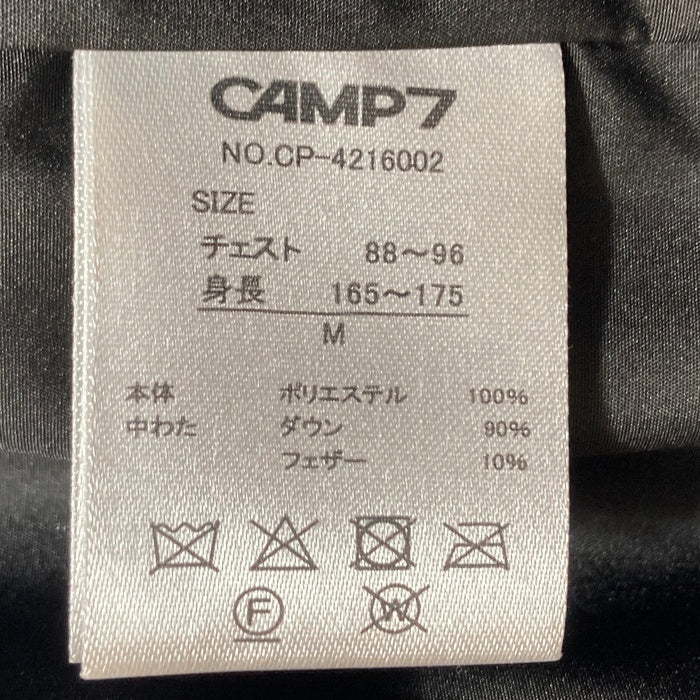 CAMP7
NO.CP-4216002
SIZE
チェスト 88～96
身長 165～175
M
本体 ポリエステル 100%
中わた ダウン 90%
フェザー 10%
F W